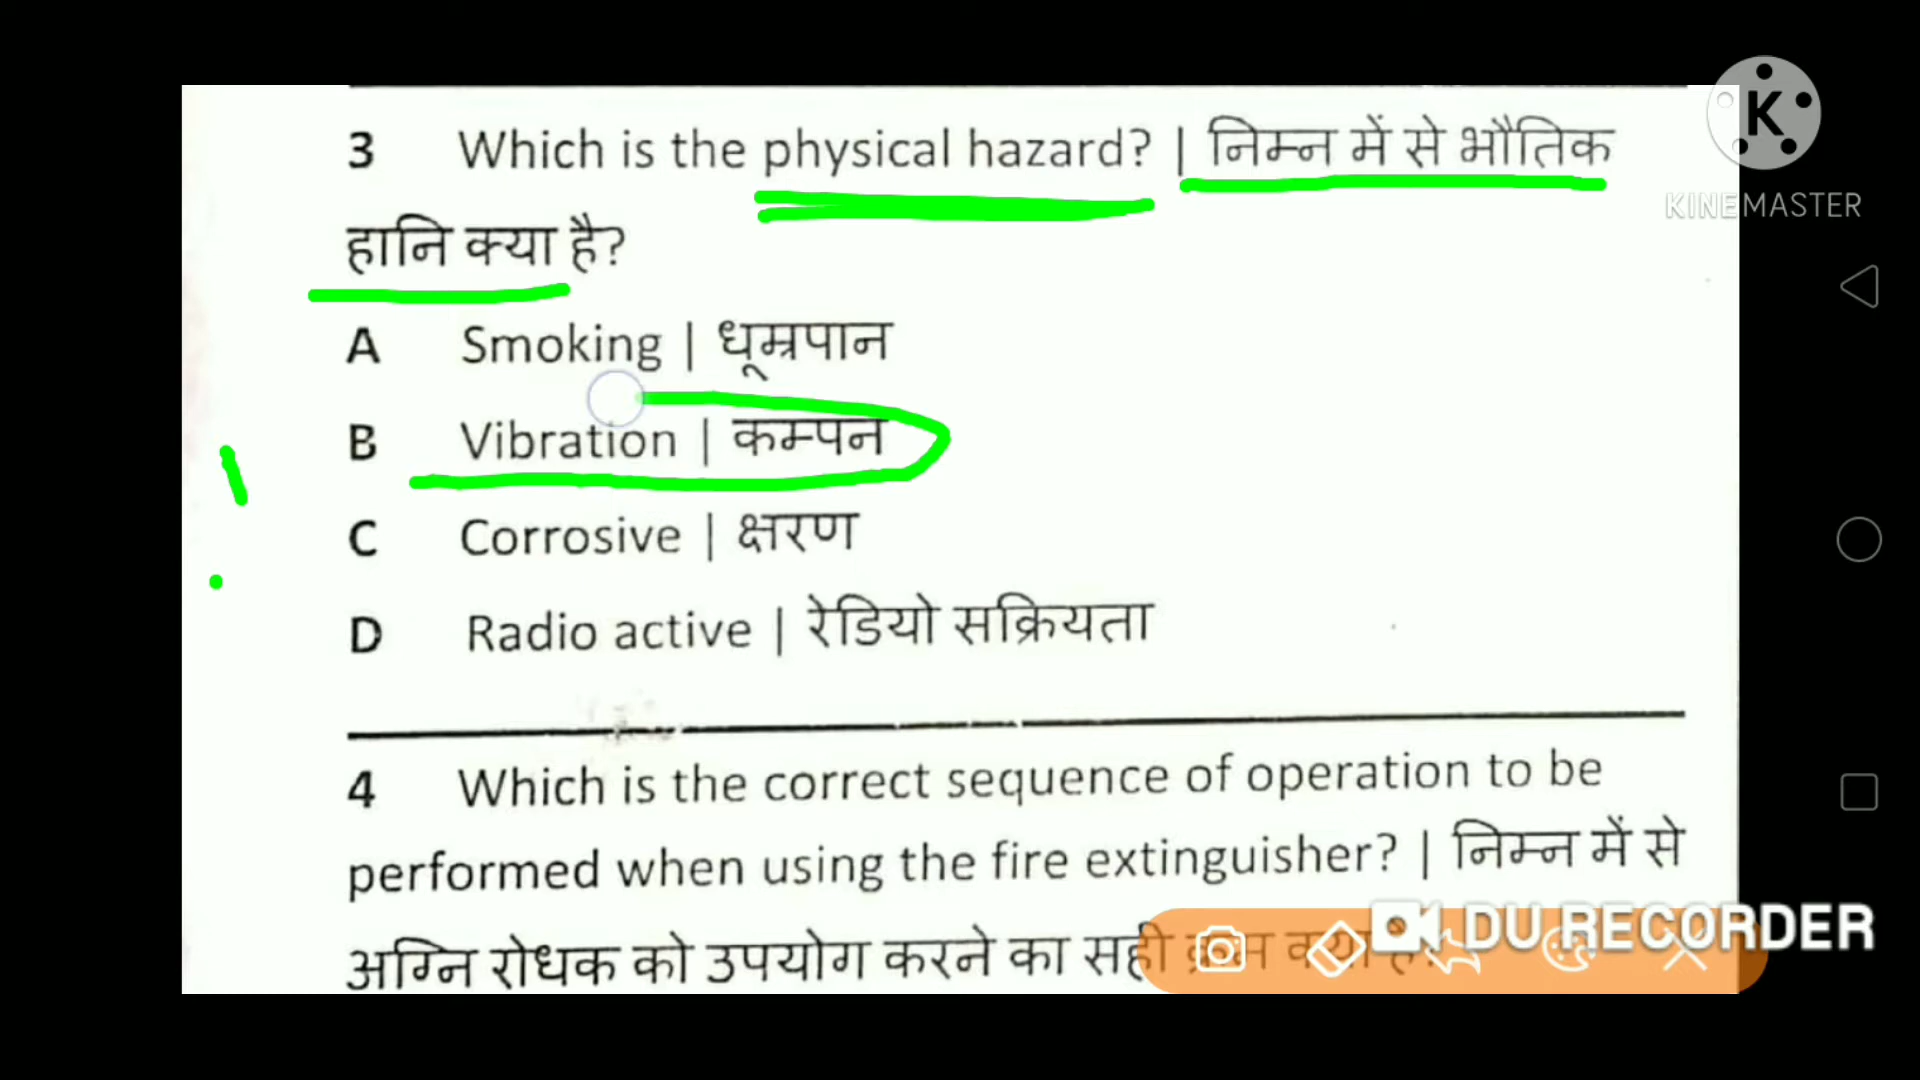 3 Which is the physical hazard? | निम्न में से भौतिक
हानि क्या है?
A Smoking | धूम्रपान
B Vibration | कम्पन
C Corrosive | क्षरण
D Radio active | रेडियो सक्रियता
4 Which is the correct sequence of operation to be
performed when using the fire extinguisher? | निम्न में से
अग्नि रोधक को उपयोग करने का सही क्रम क्या है?
K
KINEMASTER
DU RECORDER